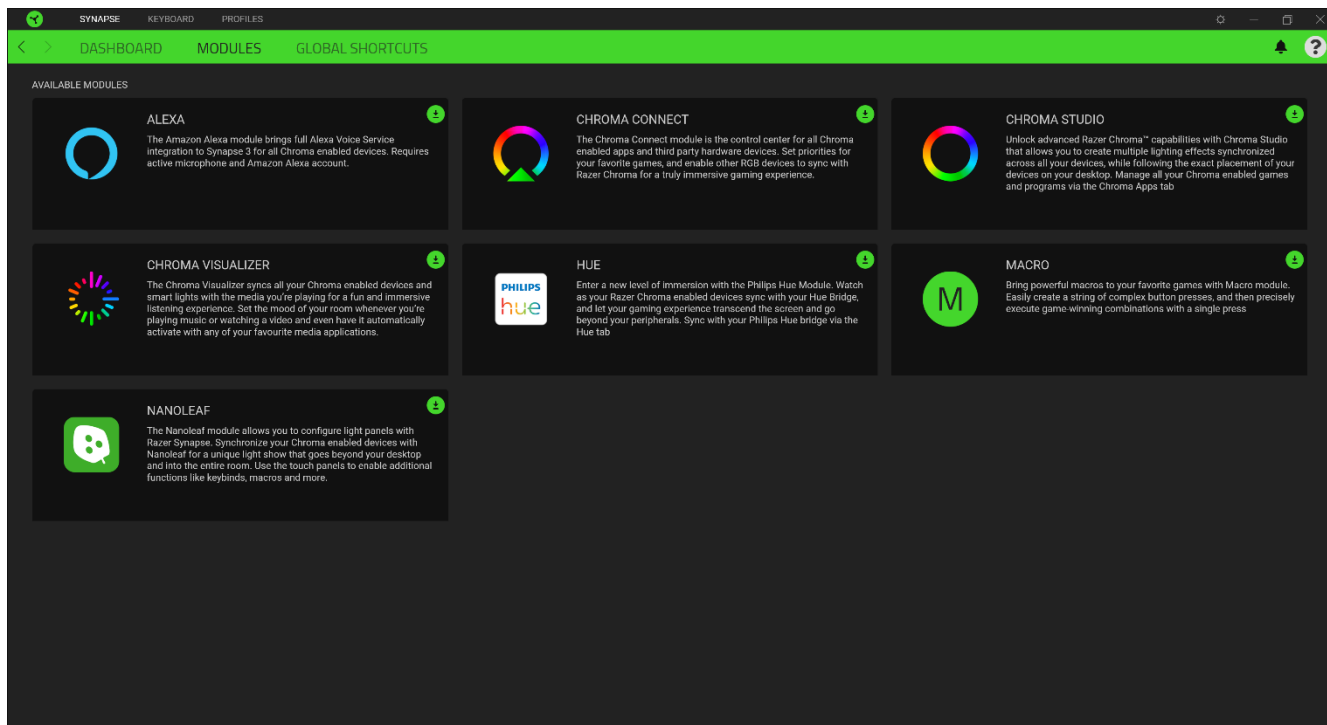 SYNAPSE KEYBOARD PROFILES
DASHBOARD MODULES GLOBAL SHORTCUTS
?
AVAILABLE MODULES
ALEXA
The Amazon Alexa module brings full Alexa Voice Service
integration to Synapse 3 for all Chroma enabled devices. Requires
active microphone and Amazon Alexa account.
CHROMA CONNECT
The Chroma Connect module is the control center for all Chroma
enabled apps and third party hardware devices. Set priorities for
your favorite games, and enable other RGB devices to sync with
Razer Chroma for a truly immersive gaming experience.
CHROMA STUDIO
Unlock advanced Razer Chroma™ capabilities with Chroma Studio
that allows you to create multiple lighting effects synchronized
across all your devices, while following the exact placement of your
devices on your desktop. Manage all your Chroma enabled games
and programs via the Chroma Apps tab
CHROMA VISUALIZER
The Chroma Visualizer syncs all your Chroma enabled devices and
smart lights with the media you're playing for a fun and immersive
listening experience. Set the mood of your room whenever you're
playing music or watching a video and even have it automatically
activate with any of your favourite media applications.
PHILIPS
hue
HUE
Enter a new level of immersion with the Philips Hue Module. Watch
as your Razer Chroma enabled devices sync with your Hue Bridge,
and let your gaming experience transcend the screen and go
beyond your peripherals. Sync with your Philips Hue bridge via the
Hue tab
M
MACRO
Bring powerful macros to your favorite games with Macro module.
Easily create a string of complex button presses, and then precisely
execute game-winning combinations with a single press
NANOLEAF
The Nanoleaf module allows you to configure light panels with
Razer Synapse. Synchronize your Chroma enabled devices with
Nanoleaf for a unique light show that goes beyond your desktop
and into the entire room. Use the touch panels to enable additional
functions like keybinds, macros and more.